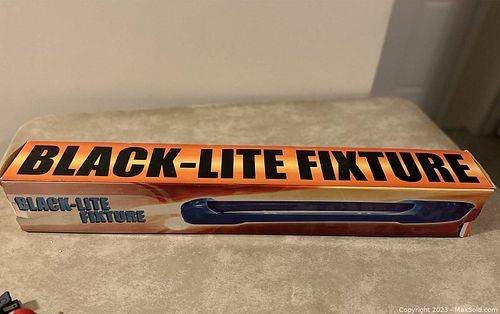 BLACK-LITE FIXTURE
BLACK-LITE
FIXTURE
Copyright 2023 - MaxSold.com